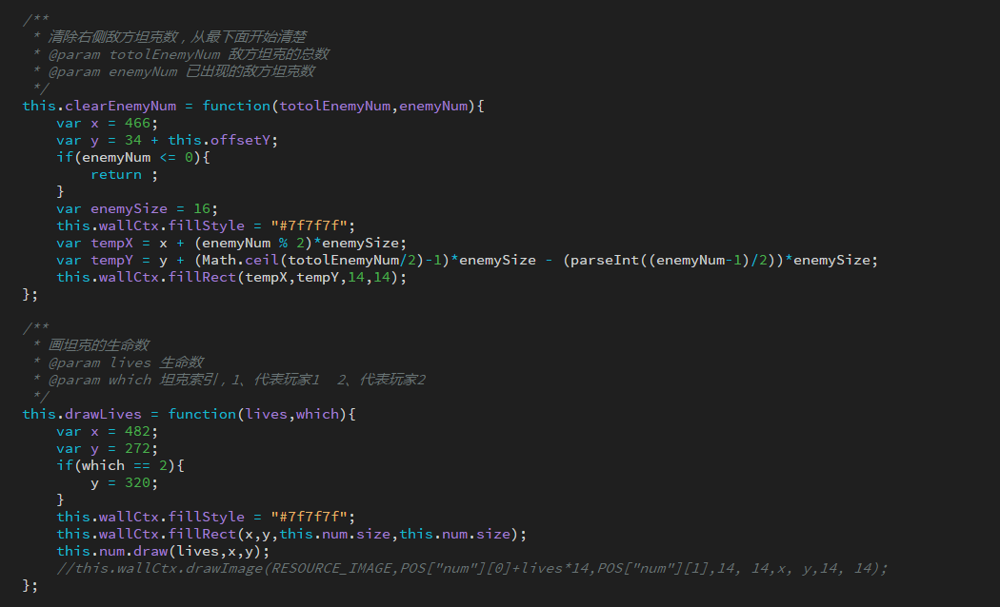 /**
 * 清除右侧敌方坦克数，从最下面开始清楚
 * @param totolEnemyNum 敌方坦克的总数
 * @param enemyNum 已出现的敌方坦克数
 */
this.clearEnemyNum = function(totolEnemyNum,enemyNum){
    var x = 466;
    var y = 34 + this.offsetY;
    if(enemyNum <= 0){
        return ;
    }
    var enemySize = 16;
    this.wallCtx.fillStyle = "#7f7f7f";
    var tempX = x + (enemyNum % 2)*enemySize;
    var tempY = y + (Math.ceil(totolEnemyNum/2)-1)*enemySize - (parseInt((enemyNum-1)/2))*enemySize;
    this.wallCtx.fillRect(tempX,tempY,14,14);
};
/**
 * 画坦克的生命数
 * @param lives 生命数
 * @param which 坦克索引，1、代表玩家1  2、代表玩家2
 */
this.drawLives = function(lives,which){
    var x = 482;
    var y = 272;
    if(which == 2){
        y = 320;
    }
    this.wallCtx.fillStyle = "#7f7f7f";
    this.wallCtx.fillRect(x,y,this.num.size,this.num.size);
    this.num.draw(lives,x,y);
    //this.wallCtx.drawImage(RESOURCE_IMAGE,POS["num"][0]+lives*14,POS["num"][1],14, 14,x, y,14, 14);
};